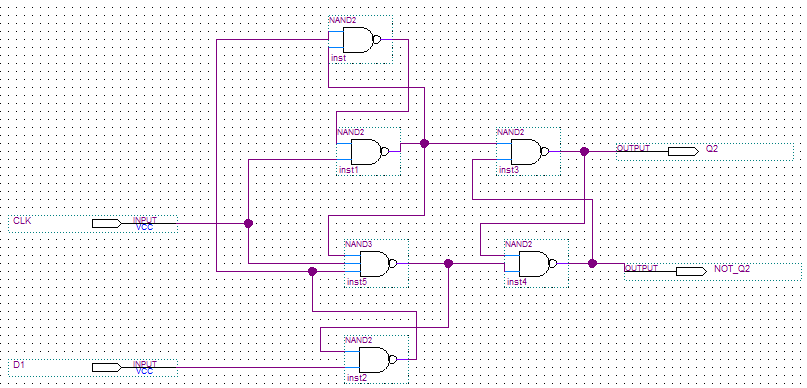 NAND2
inst
NAND2
inst1
NAND2
inst3
OUTPUT
Q2
CLK
INPUT
VCC
NAND3
inst5
NAND2
inst4
OUTPUT
NOT_Q2
NAND2
inst2
D1
INPUT
VCC